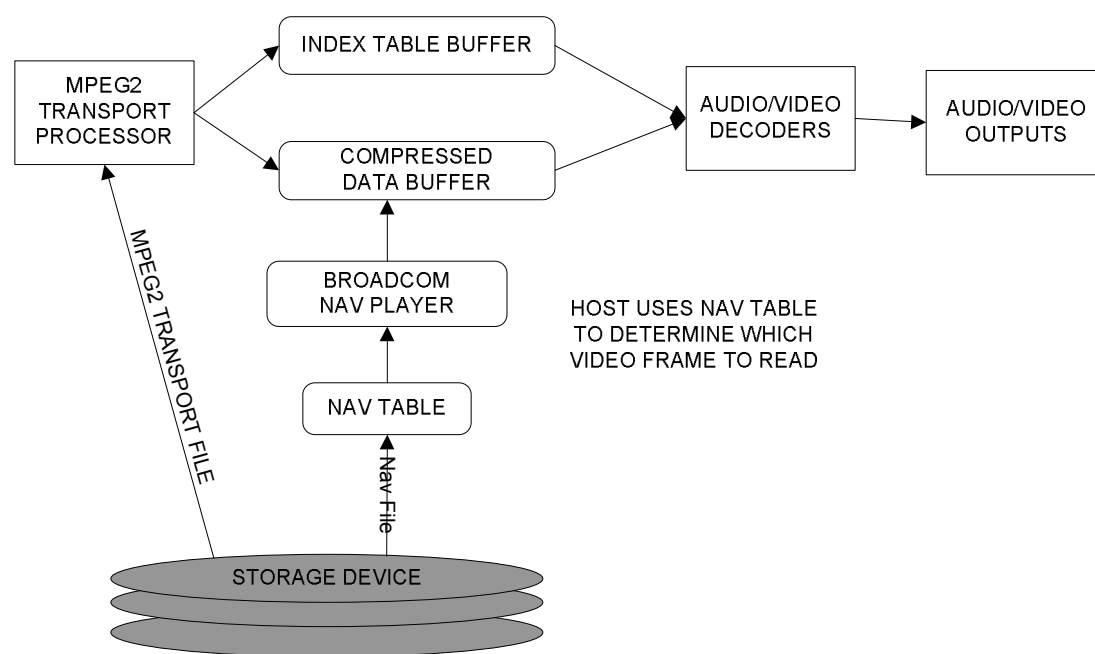 INDEX TABLE BUFFER
MPEG2
TRANSPORT
PROCESSOR
AUDIO/VIDEO
DECODERS
AUDIO/VIDEO
OUTPUTS
COMPRESSED
DATA BUFFER
BROADCOM
NAV PLAYER
HOST USES NAV TABLE
TO DETERMINE WHICH
VIDEO FRAME TO READ
MPEG2 TRANSPORT FILE
NAV TABLE
Nav File
STORAGE DEVICE